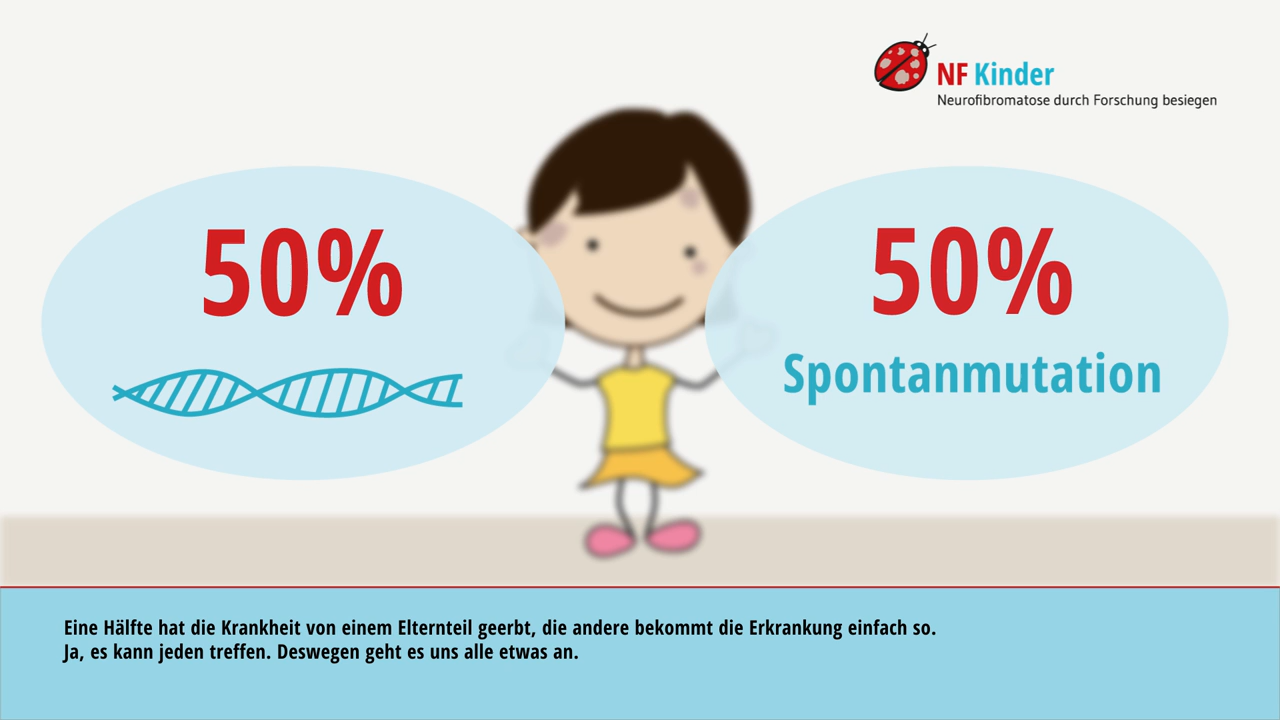 NF Kinder
Neurofibromatose durch Forschung besiegen
50%
50%
Spontanmutation
Eine Hälfte hat die Krankheit von einem Elternteil geerbt, die andere bekommt die Erkrankung einfach so.
Ja, es kann jeden treffen. Deswegen geht es uns alle etwas an.